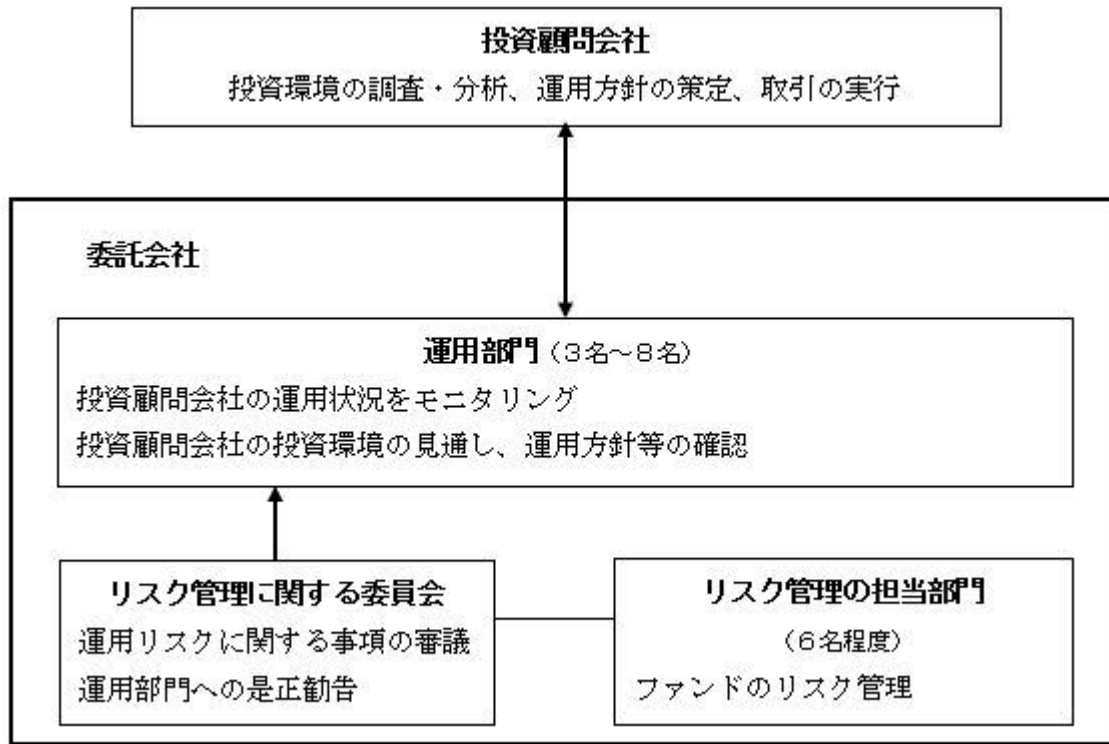 投資顧問会社
投資環境の調査・分析、運用方針の策定、取引の実行
委託会社
運用部門（３名～８名）
投資顧問会社の運用状況をモニタリング
投資顧問会社の投資環境の見通し、運用方針等の確認
リスク管理に関する委員会
運用リスクに関する事項の審議
運用部門への是正勧告
リスク管理の担当部門
（６名程度）
ファンドのリスク管理